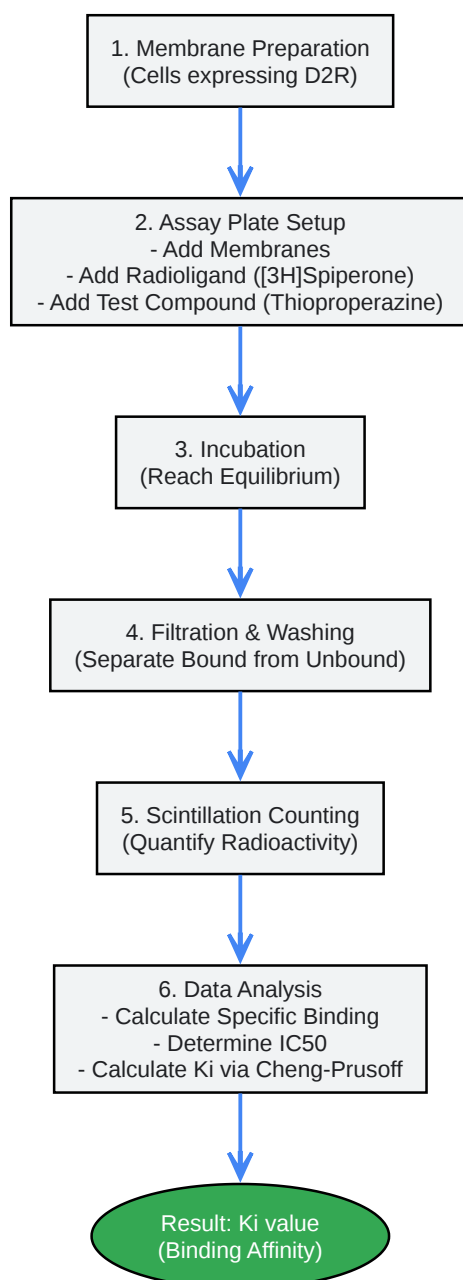 1. Membrane Preparation
(Cells expressing D2R)
2. Assay Plate Setup
- Add Membranes
- Add Radioligand ([3H]Spiperone)
- Add Test Compound (Thioproperazine)
3. Incubation
(Reach Equilibrium)
4. Filtration & Washing
(Separate Bound from Unbound)
5. Scintillation Counting
(Quantify Radioactivity)
6. Data Analysis
- Calculate Specific Binding
- Determine IC50
- Calculate Ki via Cheng-Prusoff
Result: Ki value
(Binding Affinity)